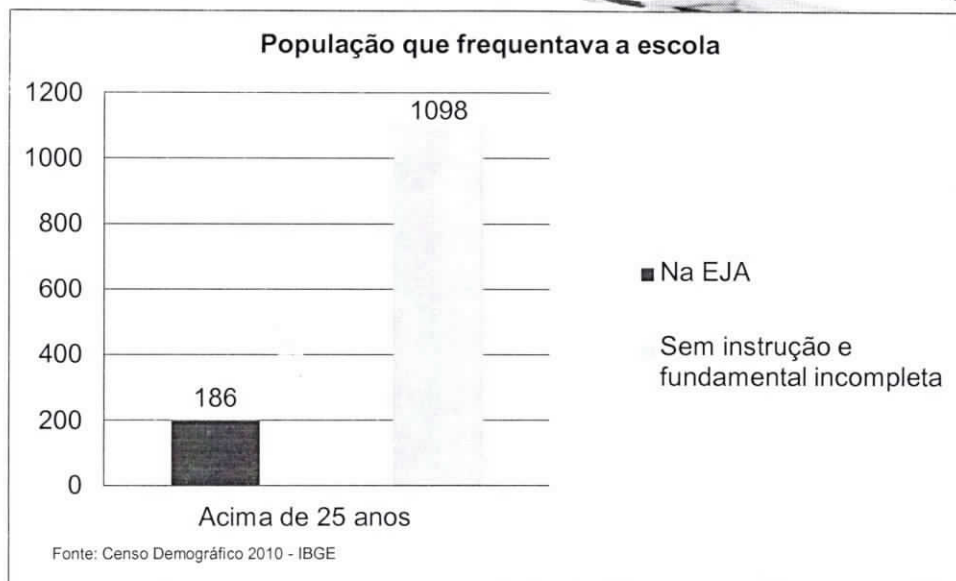 População que frequentava a escola
1200
1098
1000
800
600
400
200
0
186
Acima de 25 anos
Na EJA
Sem instrução e
fundamental incompleta
Fonte: Censo Demográfico 2010 - IBGE